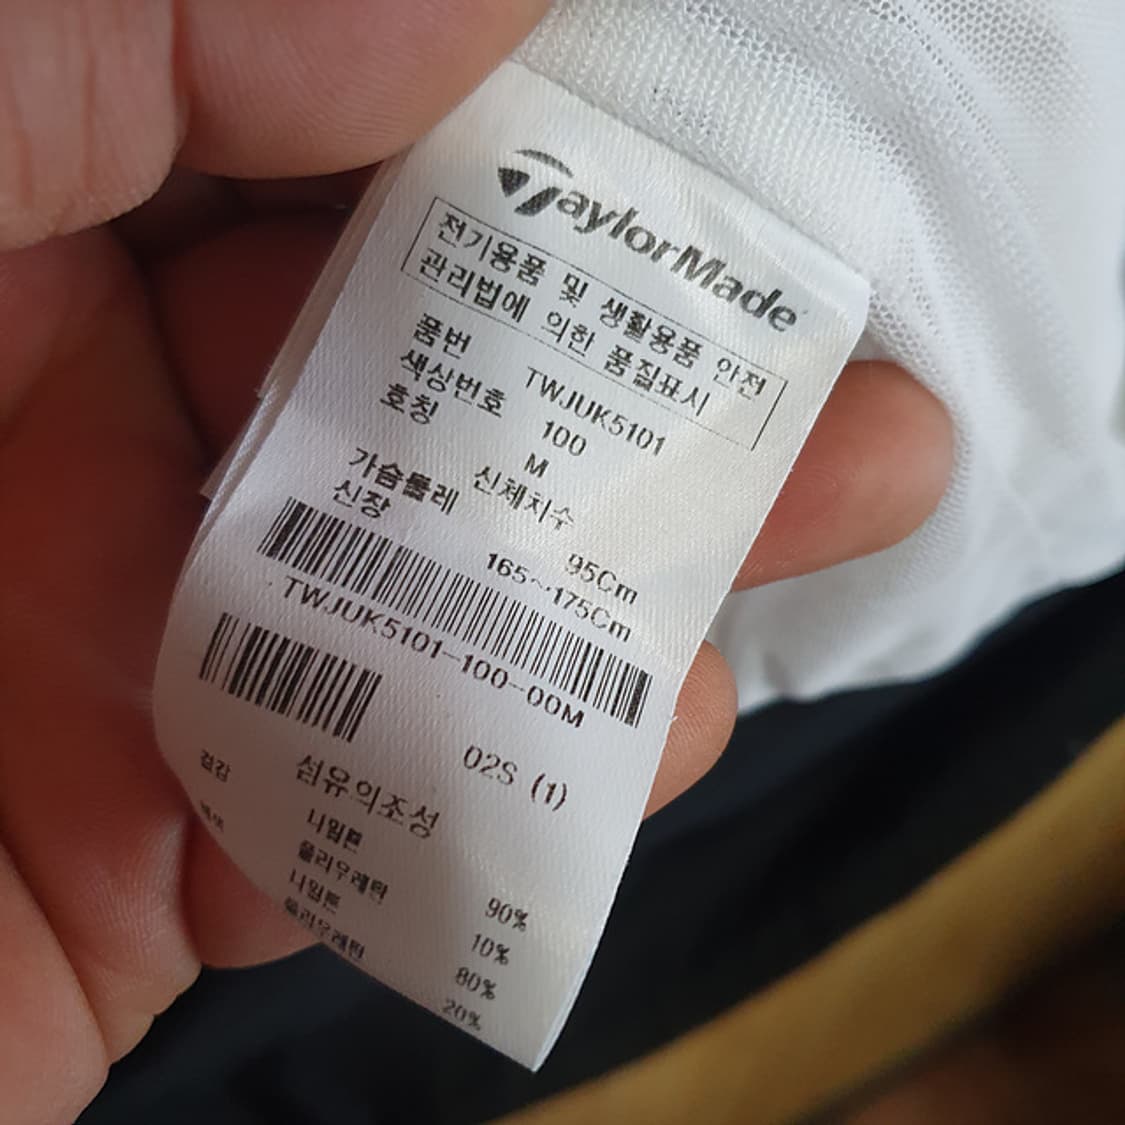 TaylorMade
전기용품 및 생활용품 안전
관리법에 의한 품질표시
품번 TWJUK5101
색상번호 100
호칭 M
신체치수
가슴둘레 95Cm
신장 165~175Cm
TWJUK5101-100-00M
02S (1)
섬유의조성
겉감 나일론 90%
폴리우레탄 10%
나일론 80%
폴리우레탄 20%